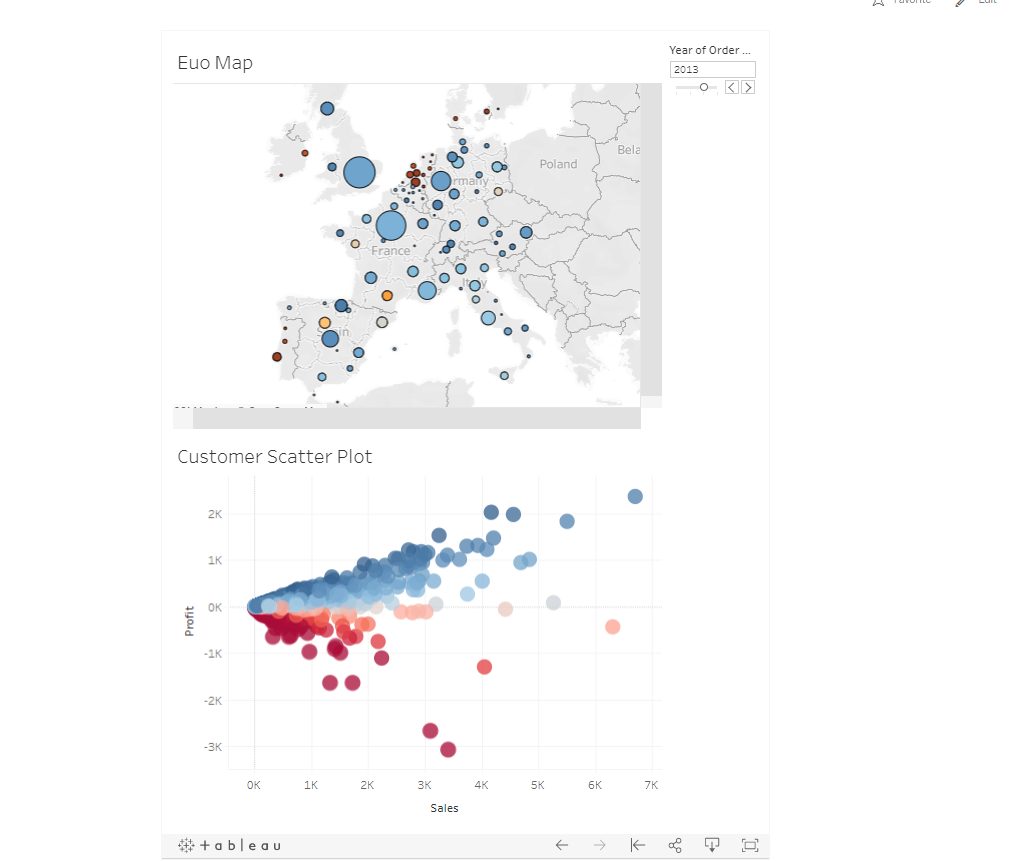 Favorite Edit
Euo Map
Year of Order ...
2013
Poland
Bela
rmany
France
Italy
in
Customer Scatter Plot
2K
1K
0K
-1K
-2K
-3K
Profit
0K 1K 2K 3K 4K 5K 6K 7K
Sales
+ a b l e a u